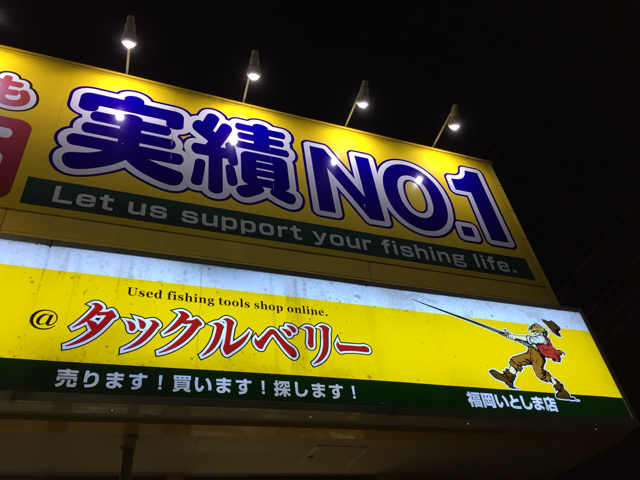 も
実績NO.1
Let us support your fishing life.
Used fishing tools shop online.
@タックルベリー
売ります！買います！探します！
福岡いとしま店